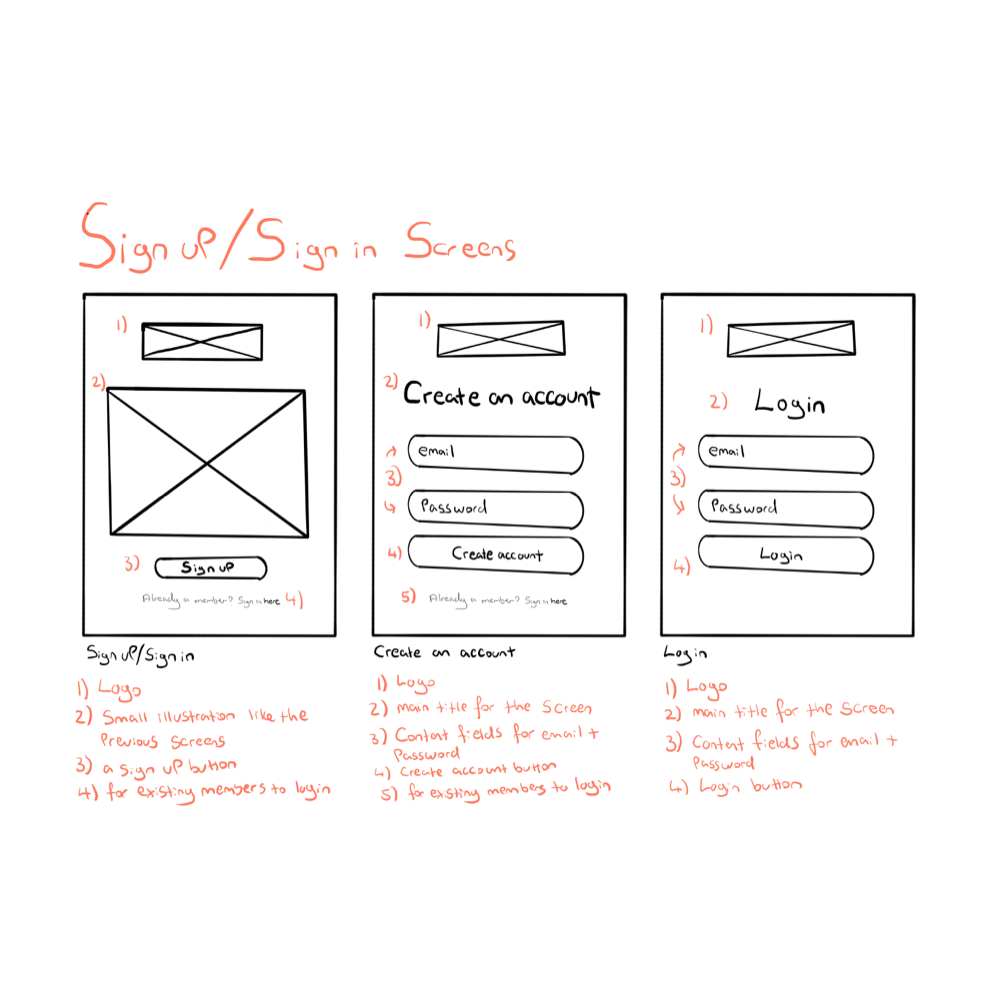 Sign up/Sign in Screens
1)
2)
3) Sign up
Already a member? Sign in here 4)
1)
2) Create an account
email
3)
Password
4) Create account
5) Already a member? Sign in here
1)
2) Login
email
3)
Password
4) Login
Sign up/Sign in
1) Logo
2) Small illustration like the
Previous Screens
3) a sign up button
4) for existing members to login
Create an account
1) Logo
2) main title for the Screen
3) Content fields for email +
Password
4) Create account button
5) for existing members to login
Login
1) Logo
2) main title for the Screen
3) Content fields for email +
Password
4) Login button